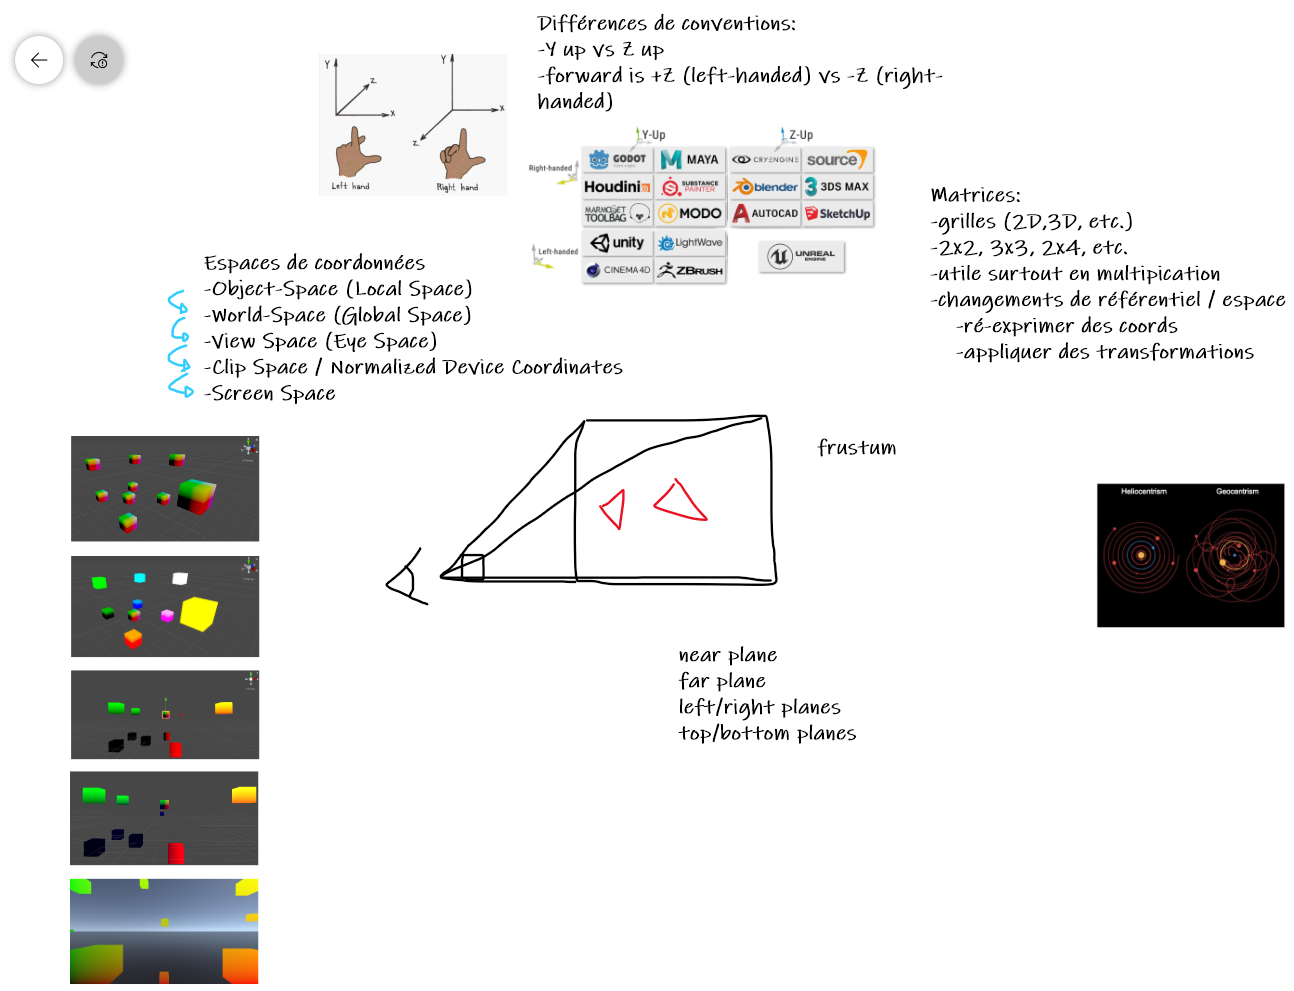 Différences de conventions:
-Y up vs Z up
-forward is +Z (left-handed) vs -Z (right-
handed)
Y
Z
X
Left hand
Y
X
Z
Right hand
Y-Up
Z-Up
Right-handed
GODOT
MAYA
CRYENGINE
SOURCE
Houdini
SUBSTANCE
PAINTER
blender
3DS MAX
MARMOSET
TOOLBAG
MODO
AUTOCAD
SketchUp
Left-handed
unity
LightWave
UNREAL
ENGINE
CINEMA 4D
ZBRUSH
Matrices:
-grilles (2D,3D, etc.)
-2x2, 3x3, 2x4, etc.
-utile surtout en multipication
-changements de référentiel / espace
-ré-exprimer des coords
-appliquer des transformations
Espaces de coordonnées
-Object-Space (Local Space)
-World-Space (Global Space)
-View Space (Eye Space)
-Clip Space / Normalized Device Coordinates
-Screen Space
frustum
Heliocentrism
Geocentrism
near plane
far plane
left/right planes
top/bottom planes